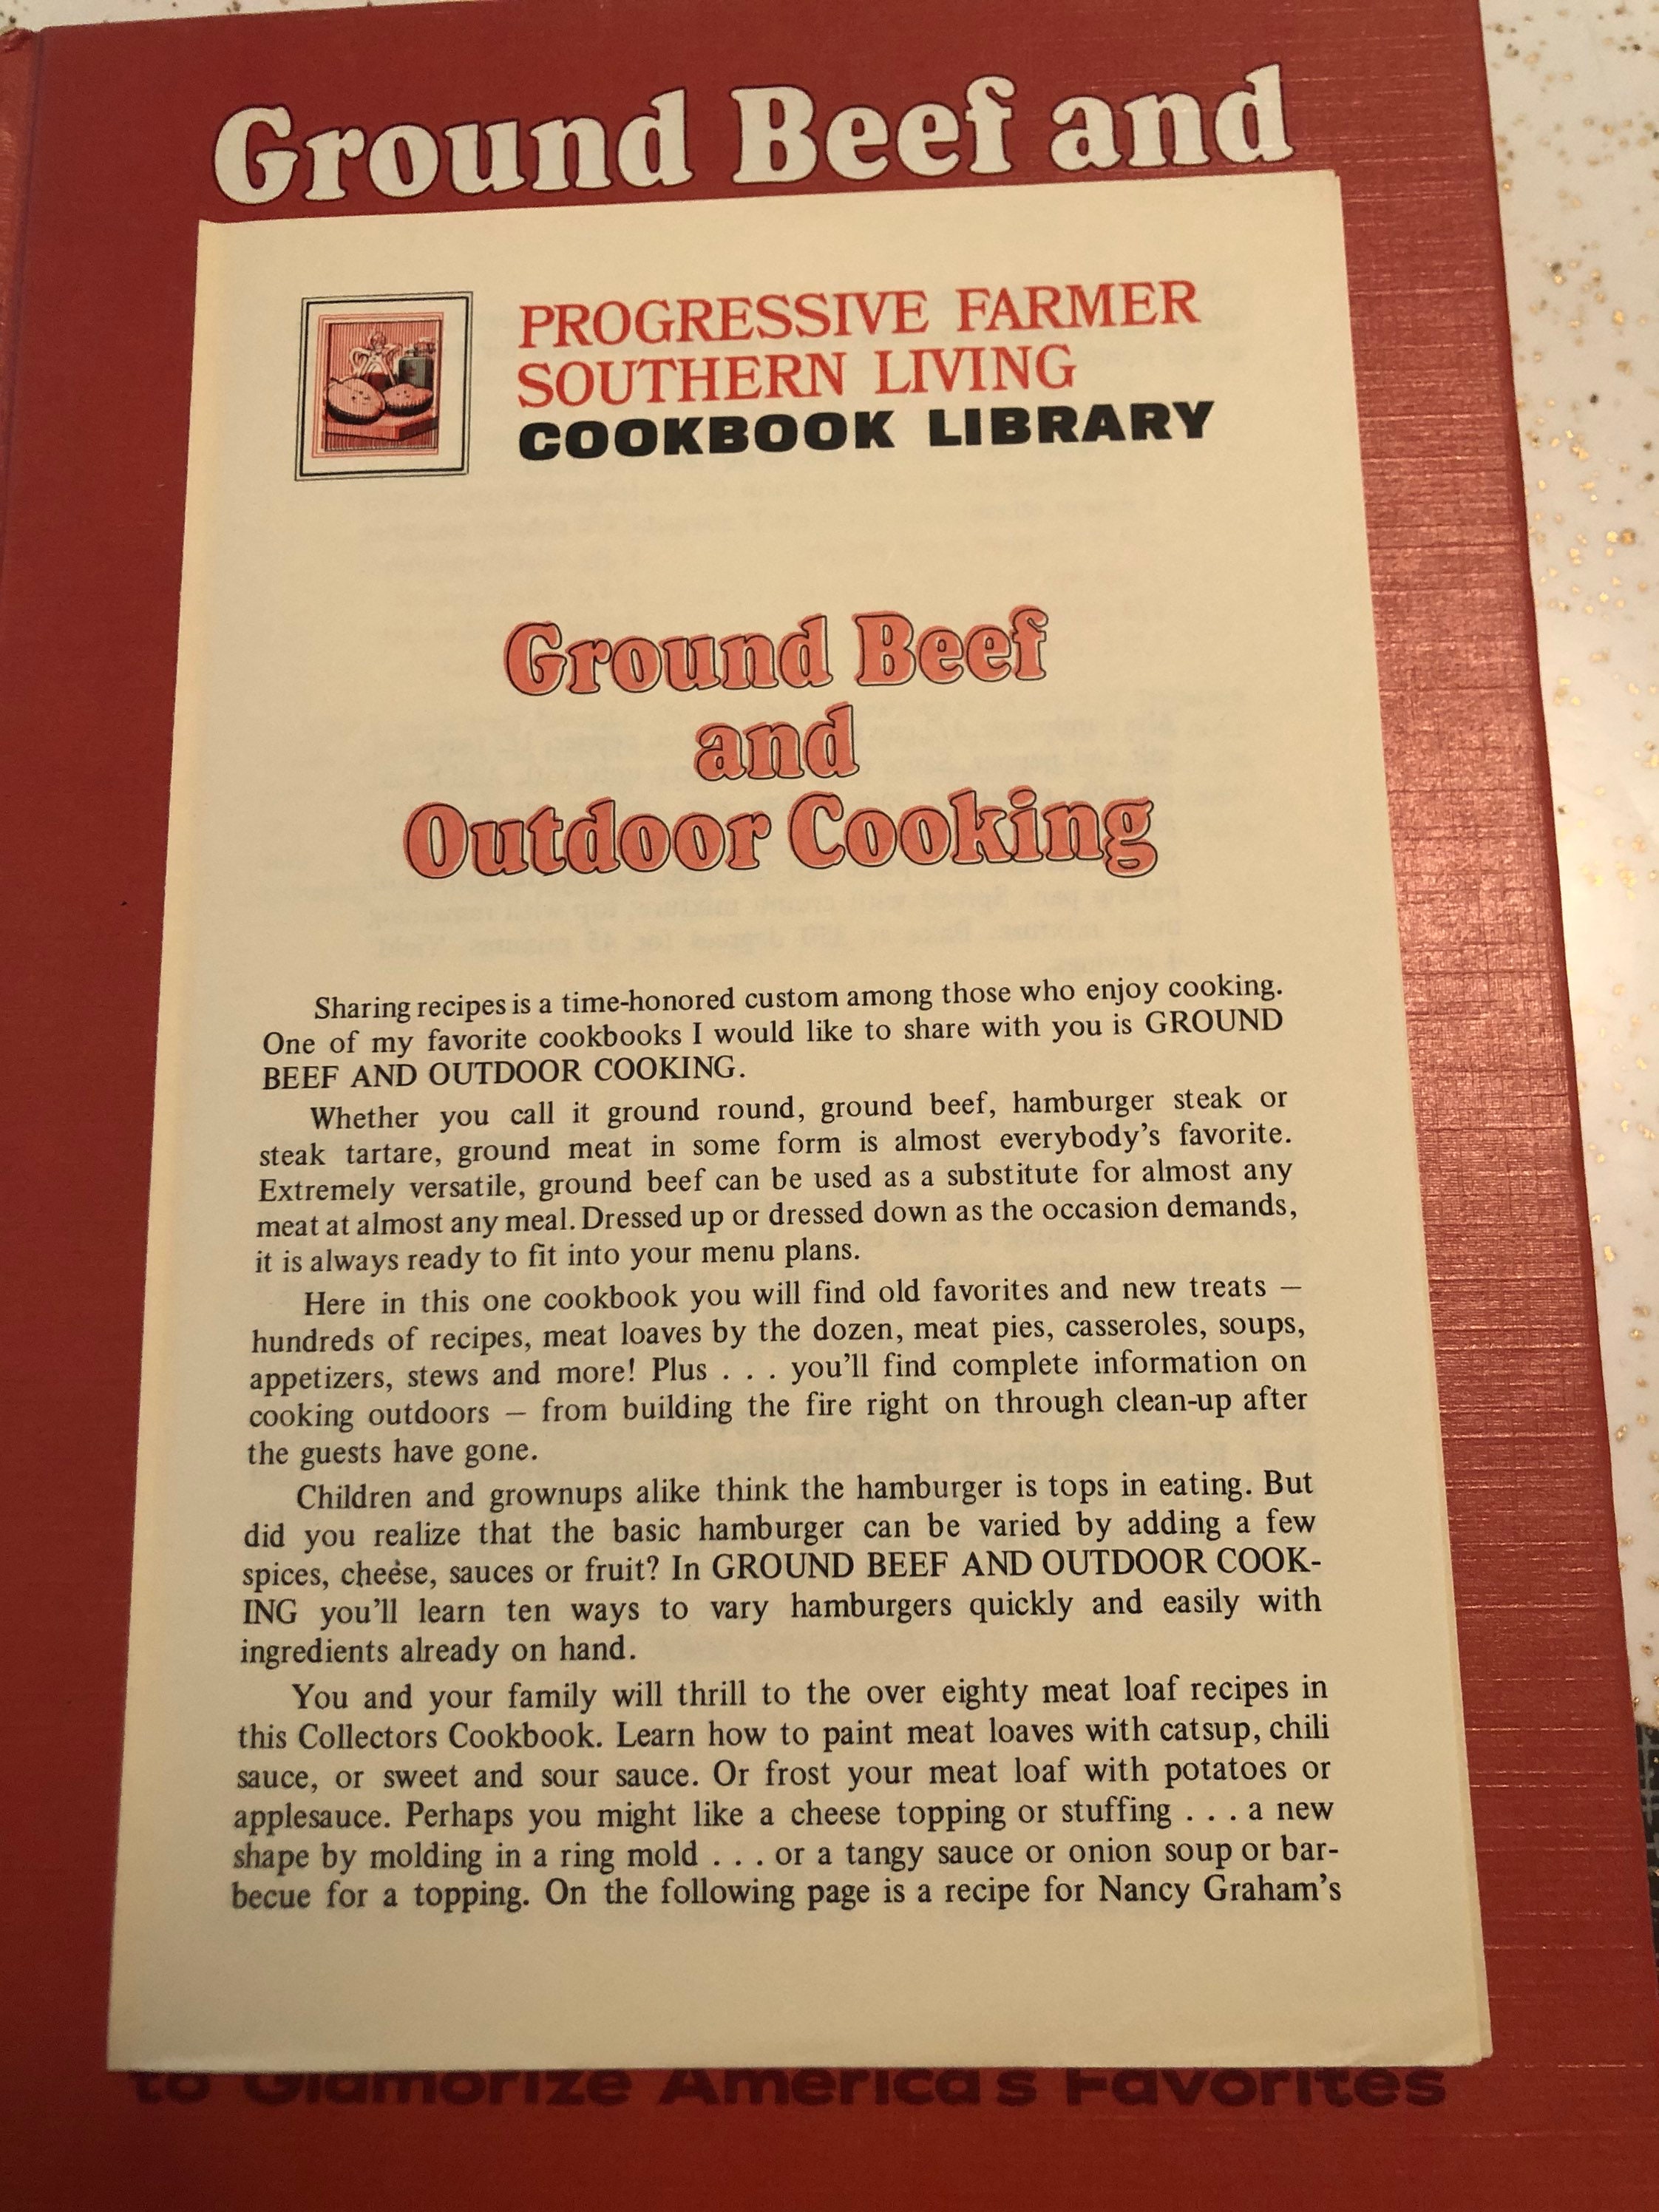 Ground Beef and
PROGRESSIVE FARMER
SOUTHERN LIVING
COOKBOOK LIBRARY
Ground Beef
and
Outdoor Cooking
Sharing recipes is a time-honored custom among those who enjoy cooking.
One of my favorite cookbooks I would like to share with you is GROUND
BEEF AND OUTDOOR COOKING.
Whether you call it ground round, ground beef, hamburger steak or
steak tartare, ground meat in some form is almost everybody's favorite.
Extremely versatile, ground beef can be used as a substitute for almost any
meat at almost any meal. Dressed up or dressed down as the occasion demands,
it is always ready to fit into your menu plans.
Here in this one cookbook you will find old favorites and new treats –
hundreds of recipes, meat loaves by the dozen, meat pies, casseroles, soups,
appetizers, stews and more! Plus . . . you'll find complete information on
cooking outdoors – from building the fire right on through clean-up after
the guests have gone.
Children and grownups alike think the hamburger is tops in eating. But
did you realize that the basic hamburger can be varied by adding a few
spices, cheese, sauces or fruit? In GROUND BEEF AND OUTDOOR COOK-
ING you'll learn ten ways to vary hamburgers quickly and easily with
ingredients already on hand.
You and your family will thrill to the over eighty meat loaf recipes in
this Collectors Cookbook. Learn how to paint meat loaves with catsup, chili
sauce, or sweet and sour sauce. Or frost your meat loaf with potatoes or
applesauce. Perhaps you might like a cheese topping or stuffing . . . a new
shape by molding in a ring mold . . . or a tangy sauce or onion soup or bar-
becue for a topping. On the following page is a recipe for Nancy Graham's
to Glamorize America's Favorites